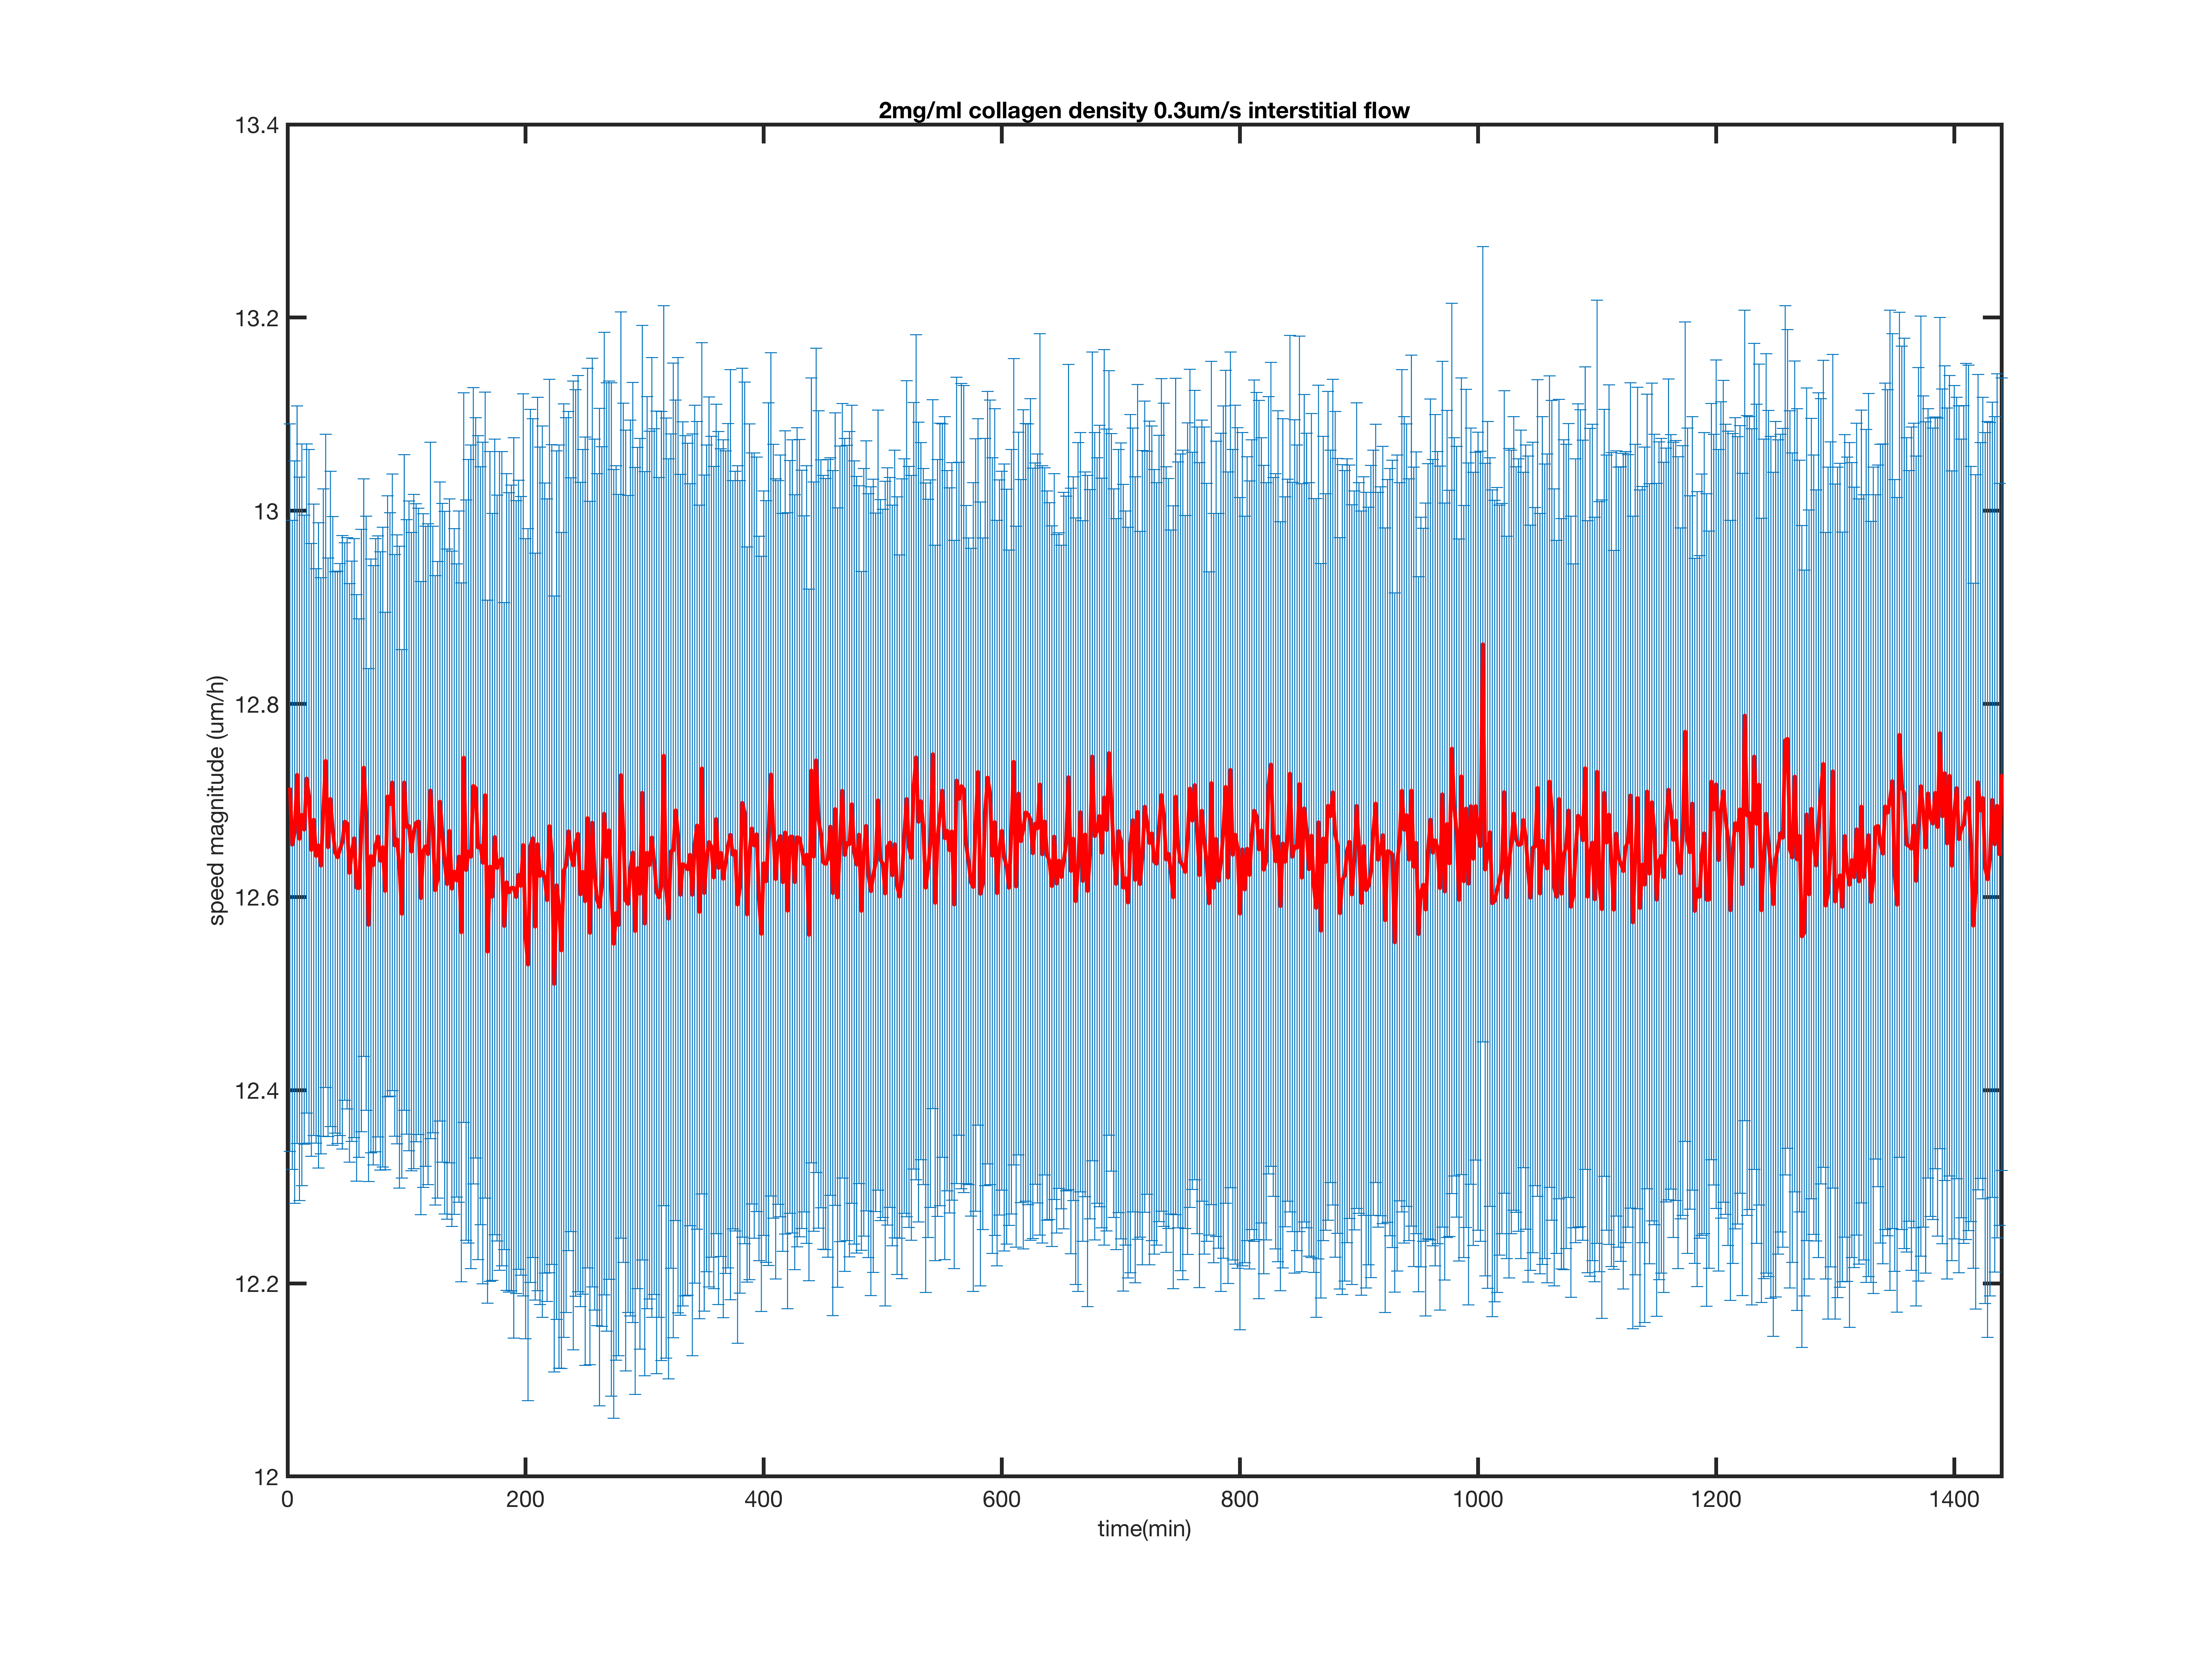 2mg/ml collagen density 0.3um/s interstitial flow
13.4
13.2
13
12.8
12.6
12.4
12.2
12
speed magnitude (um/h)
0 200 400 600 800 1000 1200 1400
time(min)